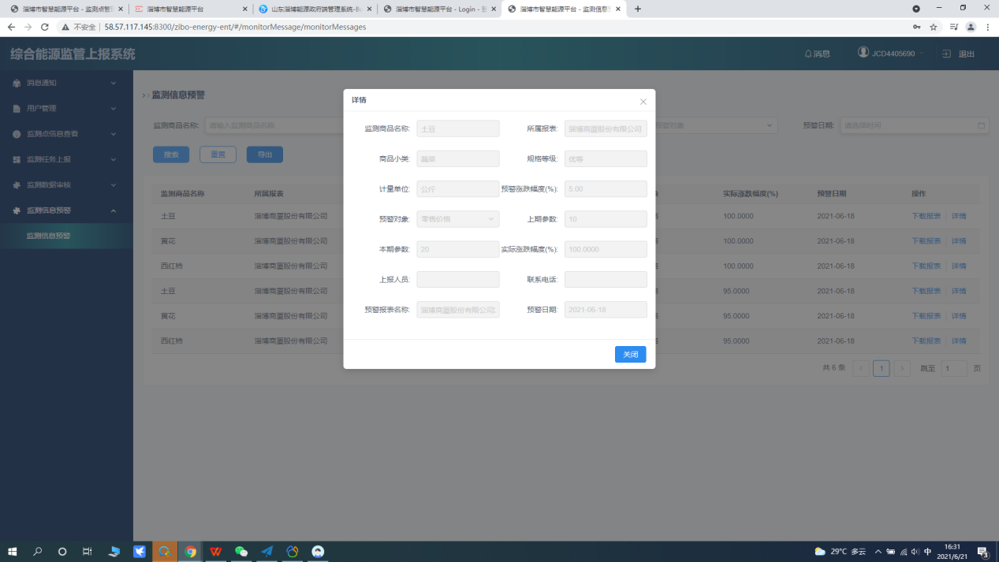 淄博市智慧能源平台 - 监测点智
淄博市智慧能源平台
山东淄博能源政府端管理系统-B
淄博市智慧能源平台 - Login -
淄博市智慧能源平台 - 监测信息
不安全 58.57.117.145:8300/zibo-energy-ent/#/monitorMessage/monitorMessages
综合能源监管上报系统
消息 JCD4405690 退出
消息通知
用户管理
监测点信息查看
监测任务上报
监测数据审核
监测信息预警
监测信息预警
›› 监测信息预警
监测商品名称: 请输入监测商品名称
预警对象
预警日期: 请选择时间
搜索 重置 导出
监测商品名称 所属报表 实际涨跌幅度(%) 预警日期 操作
土豆 淄博商厦股份有限公司 100.0000 2021-06-18 下载报表 详情
黄花 淄博商厦股份有限公司 100.0000 2021-06-18 下载报表 详情
西红柿 淄博商厦股份有限公司 100.0000 2021-06-18 下载报表 详情
土豆 淄博商厦股份有限公司 95.0000 2021-06-18 下载报表 详情
黄花 淄博商厦股份有限公司 95.0000 2021-06-18 下载报表 详情
西红柿 淄博商厦股份有限公司 95.0000 2021-06-18 下载报表 详情
共 6 条 ‹ 1 › 跳至 1 页
详情 ×
监测商品名称: 土豆 所属报表: 淄博商厦股份有限公司
商品小类: 蔬菜 规格等级: 优等
计量单位: 公斤 预警涨跌幅度(%): 5.00
预警对象: 零售价格 上期参数: 10
本期参数: 20 实际涨跌幅度(%): 100.0000
上报人员: 联系电话:
预警报表名称: 淄博商厦股份有限公司 预警日期: 2021-06-18
关闭
29°C 多云 中 16:31
2021/6/21
3